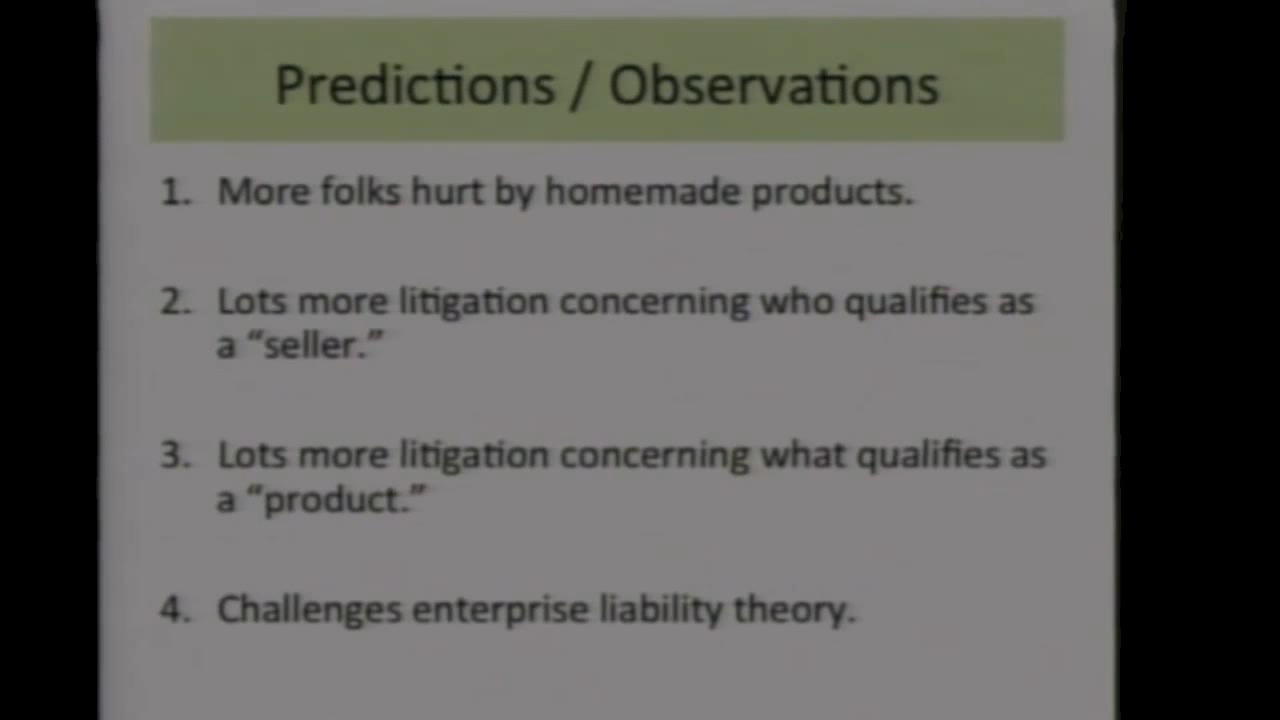 Predictions / Observations
1. More folks hurt by homemade products.
2. Lots more litigation concerning who qualifies as
a “seller.”
3. Lots more litigation concerning what qualifies as
a “product.”
4. Challenges enterprise liability theory.